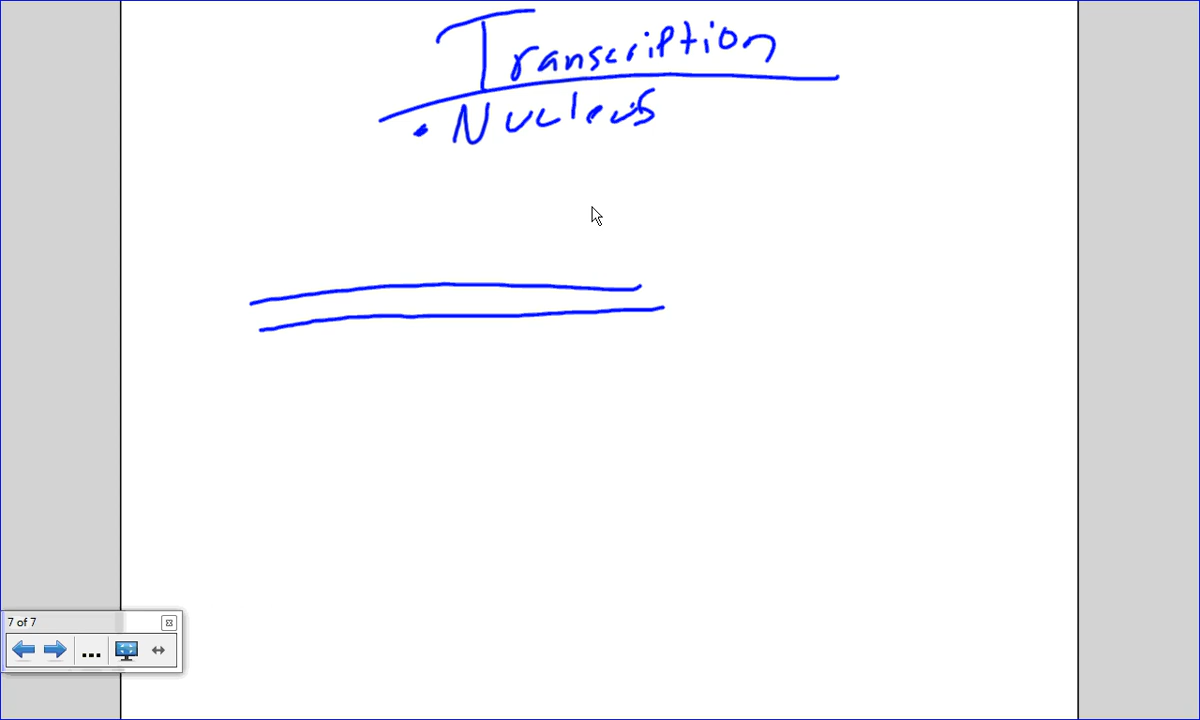 Transcription
• Nucleus
7 of 7
...